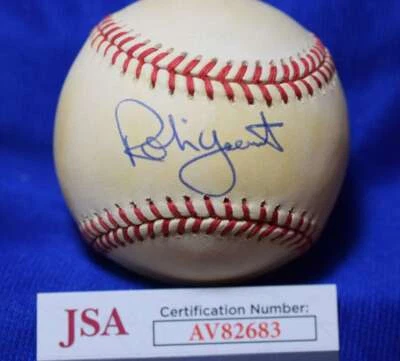 Robin Yount
JSA
Certification Number:
AV82683